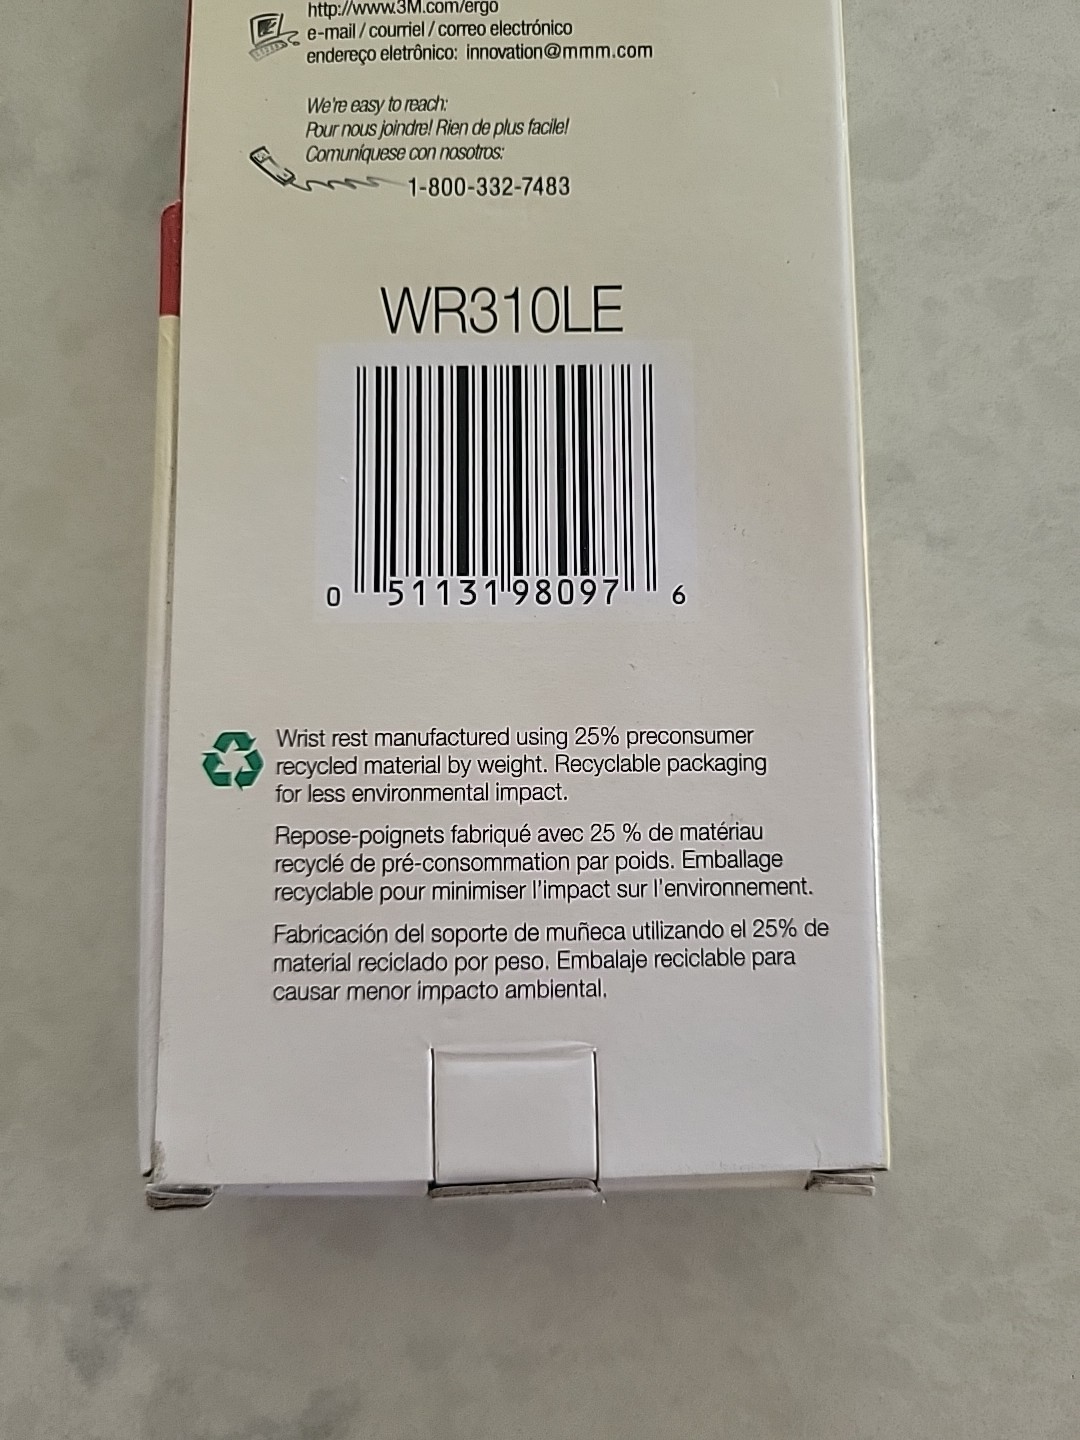 http://www.3M.com/ergo
e-mail / courriel / correo electrónico
endereço eletrônico: innovation@mmm.com
We're easy to reach:
Pour nous joindre! Rien de plus facile!
Comuníquese con nosotros:
1-800-332-7483
WR310LE
0 51131 98097 6
Wrist rest manufactured using 25% preconsumer
recycled material by weight. Recyclable packaging
for less environmental impact.
Repose-poignets fabriqué avec 25 % de matériau
recyclé de pré-consommation par poids. Emballage
recyclable pour minimiser l'impact sur l'environnement.
Fabricación del soporte de muñeca utilizando el 25% de
material reciclado por peso. Embalaje reciclable para
causar menor impacto ambiental.